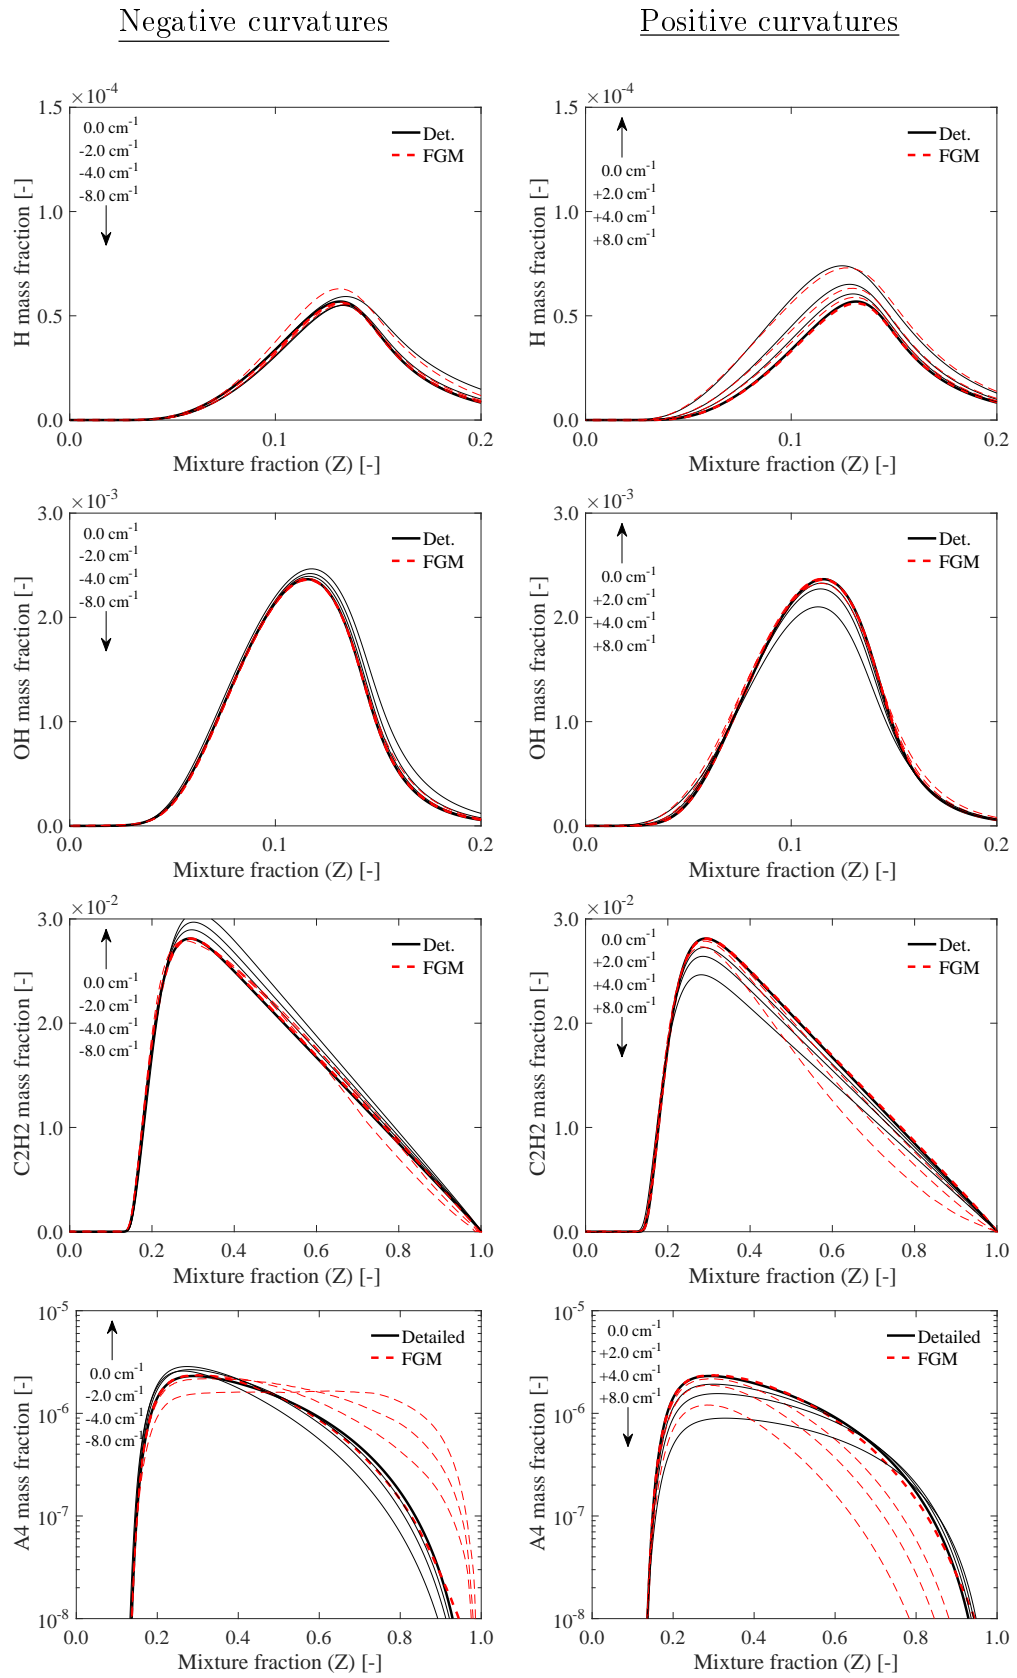 Negative curvatures
Positive curvatures
×10-4
1.5
1.0
0.5
0.0
H mass fraction [-]
0.0 cm-1
-2.0 cm-1
-4.0 cm-1
-8.0 cm-1
Det.
FGM
0.0
0.1
0.2
Mixture fraction (Z) [-]
×10-4
1.5
1.0
0.5
0.0
H mass fraction [-]
0.0 cm-1
+2.0 cm-1
+4.0 cm-1
+8.0 cm-1
Det.
FGM
0.0
0.1
0.2
Mixture fraction (Z) [-]
×10-3
3.0
2.0
1.0
0.0
OH mass fraction [-]
0.0 cm-1
-2.0 cm-1
-4.0 cm-1
-8.0 cm-1
Det.
FGM
0.0
0.1
0.2
Mixture fraction (Z) [-]
×10-3
3.0
2.0
1.0
0.0
OH mass fraction [-]
0.0 cm-1
+2.0 cm-1
+4.0 cm-1
+8.0 cm-1
Det.
FGM
0.0
0.1
0.2
Mixture fraction (Z) [-]
×10-2
3.0
2.0
1.0
0.0
C2H2 mass fraction [-]
0.0 cm-1
-2.0 cm-1
-4.0 cm-1
-8.0 cm-1
Det.
FGM
0.0
0.2
0.4
0.6
0.8
1.0
Mixture fraction (Z) [-]
×10-2
3.0
2.0
1.0
0.0
C2H2 mass fraction [-]
0.0 cm-1
+2.0 cm-1
+4.0 cm-1
+8.0 cm-1
Det.
FGM
0.0
0.2
0.4
0.6
0.8
1.0
Mixture fraction (Z) [-]
10-5
10-6
10-7
10-8
A4 mass fraction [-]
0.0 cm-1
-2.0 cm-1
-4.0 cm-1
-8.0 cm-1
Detailed
FGM
0.0
0.2
0.4
0.6
0.8
1.0
Mixture fraction (Z) [-]
10-5
10-6
10-7
10-8
A4 mass fraction [-]
0.0 cm-1
+2.0 cm-1
+4.0 cm-1
+8.0 cm-1
Detailed
FGM
0.0
0.2
0.4
0.6
0.8
1.0
Mixture fraction (Z) [-]